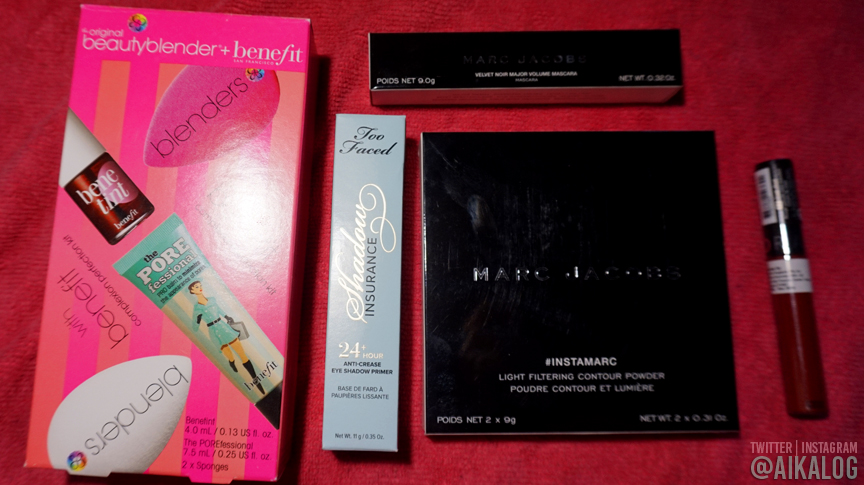 the original
beautyblender® + benefit
SAN FRANCISCO
blenders
bene
tint
benefit
the
POREfessional
with
benefit
complexion perfection kit
benefit
blenders
Benetint
4.0 mL / 0.13 US fl. oz.
The POREfessional
7.5 mL / 0.25 US fl. oz.
2 x Sponges
Too
Faced
Shadow
INSURANCE
24+
HOUR
ANTI-CREASE
EYE SHADOW PRIMER
BASE DE FARD À
PAUPIÈRES LISSANTE
Net Wt. 11 g / 0.35 Oz.
MARC JACOBS
VELVET NOIR MAJOR VOLUME MASCARA
MASCARA
POIDS NET 9.0g
NET WT. 0.32 Oz.
MARC JACOBS
#INSTAMARC
LIGHT FILTERING CONTOUR POWDER
POUDRE CONTOUR ET LUMIÈRE
POIDS NET 2 x 9g
NET WT. 2 x 0.31 Oz.
TWITTER | INSTAGRAM
@AIKALOG